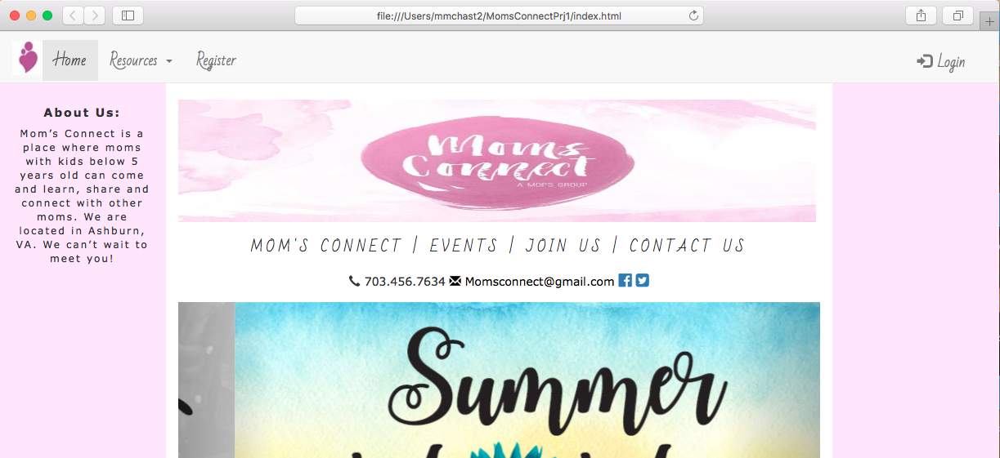 file:///Users/mmchast2/MomsConnectPrj1/index.html
Home Resources Register Login
About Us:
Mom’s Connect is a
place where moms
with kids below 5
years old can come
and learn, share and
connect with other
moms. We are
located in Ashburn,
VA. We can’t wait to
meet you!
Moms
Connect
A MOPS GROUP
MOM'S CONNECT | EVENTS | JOIN US | CONTACT US
703.456.7634 Momsconnect@gmail.com
Summer